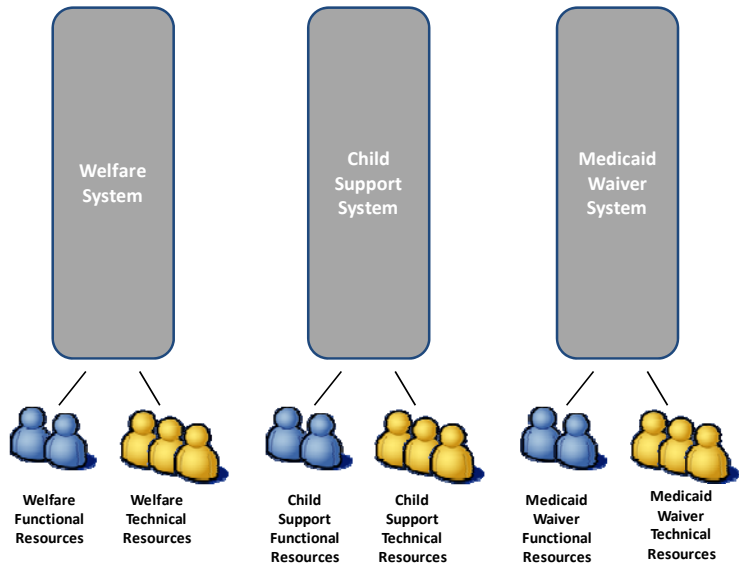 Welfare
System
Child
Support
System
Medicaid
Waiver
System
Welfare
Functional
Resources
Welfare
Technical
Resources
Child
Support
Functional
Resources
Child
Support
Technical
Resources
Medicaid
Waiver
Functional
Resources
Medicaid
Waiver
Technical
Resources